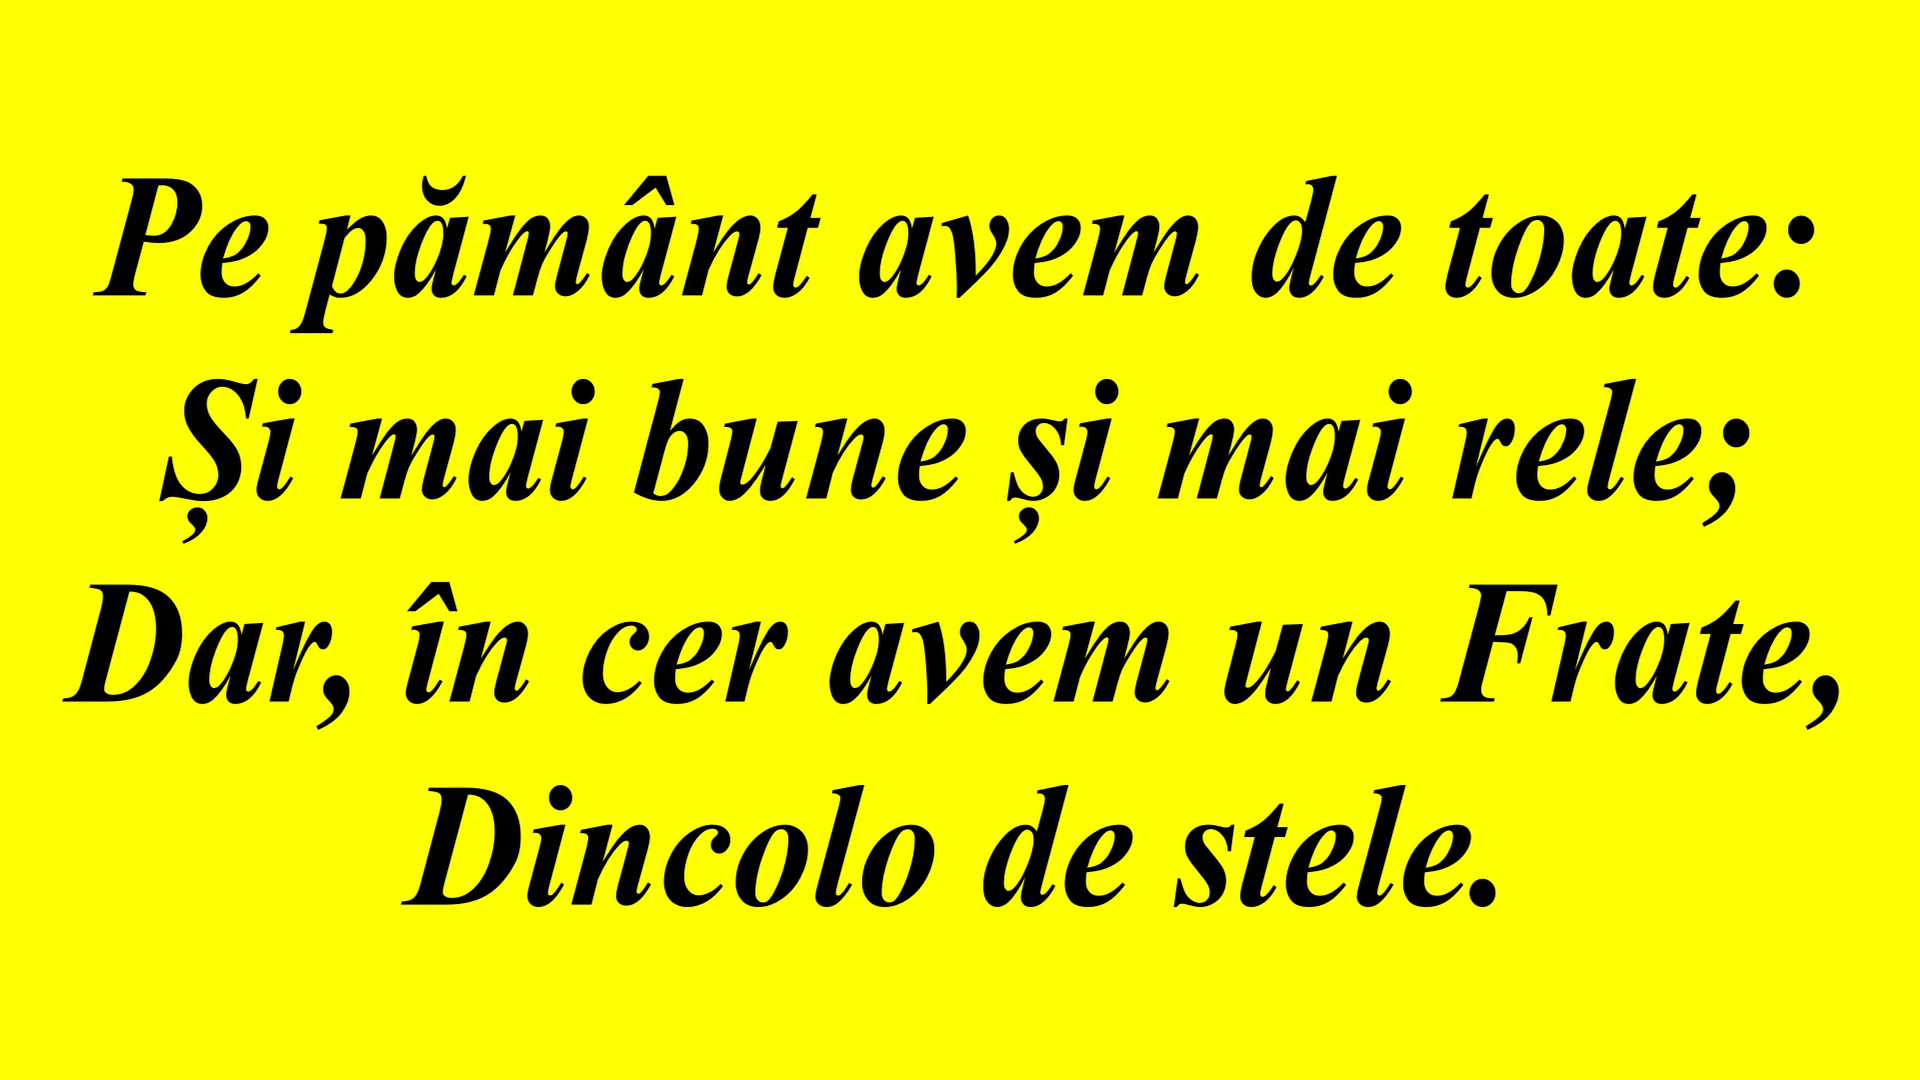 Pe pământ avem de toate:
Și mai bune și mai rele;
Dar, în cer avem un Frate,
Dincolo de stele.